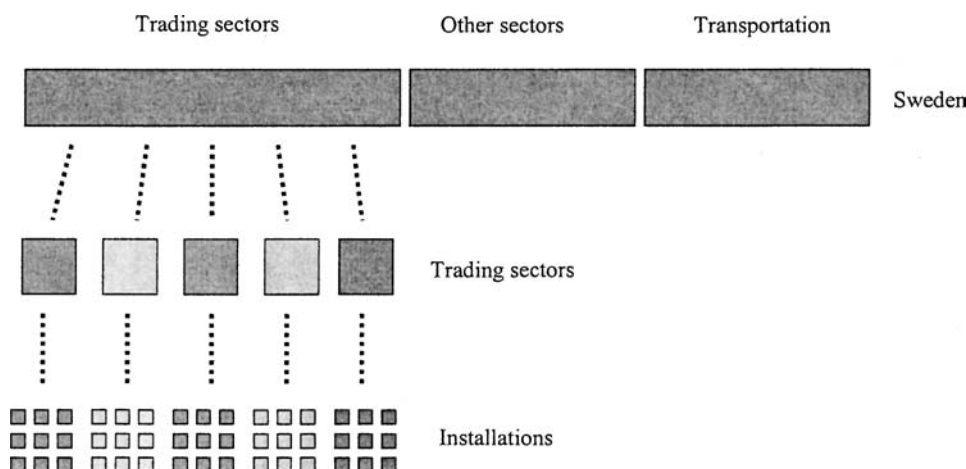 Trading sectors
Other sectors
Transportation
Sweden
Trading sectors
Installations